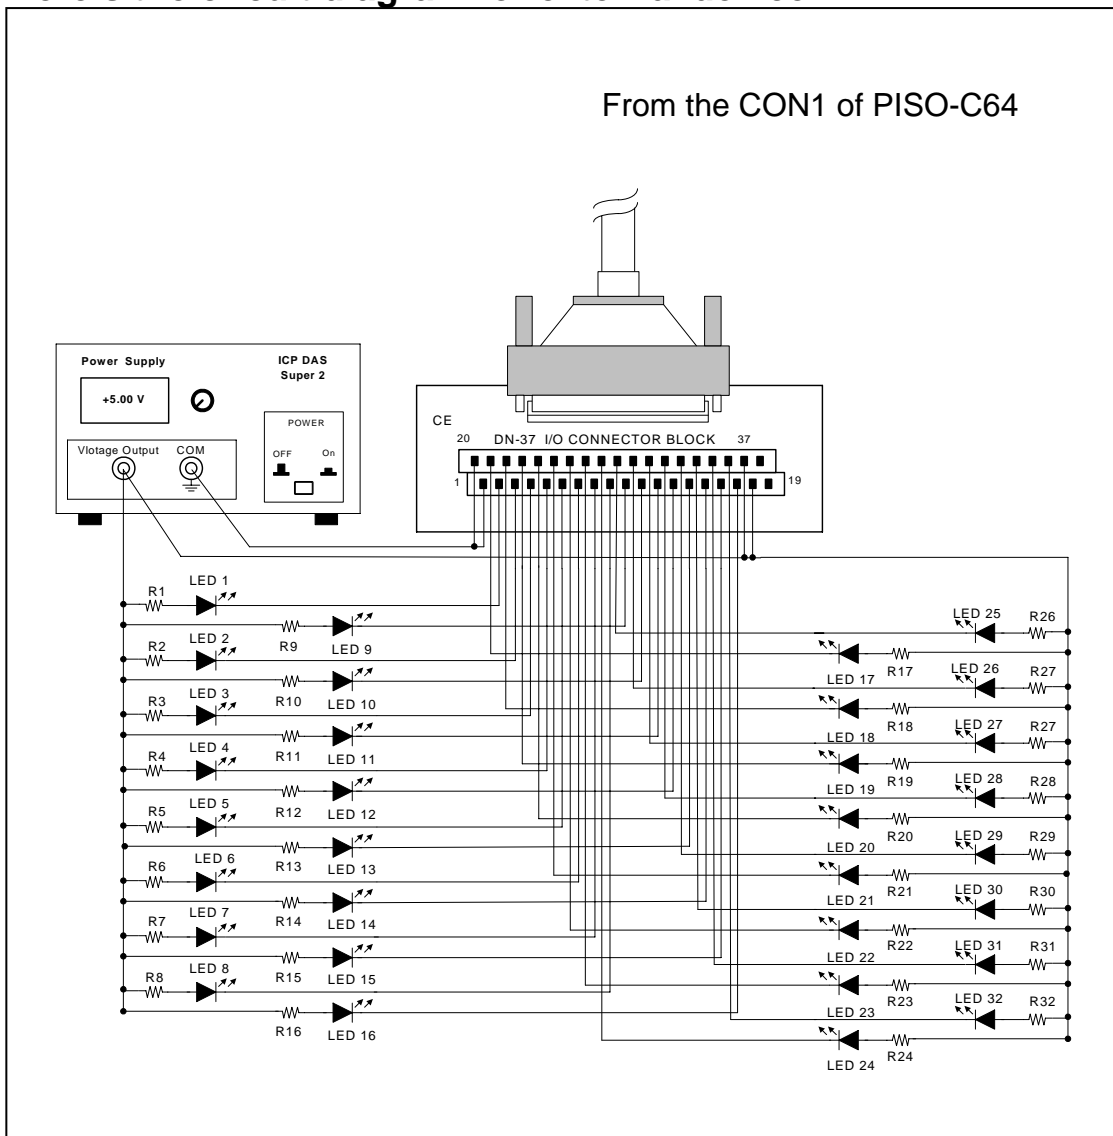 From the CON1 of PISO-C64
Power Supply
ICP DAS
Super 2
+5.00 V
POWER
OFF
On
Vlotage Output
COM
CE
20
DN-37 I/O CONNECTOR BLOCK
37
1
19
R1
LED 1
R9
LED 9
R2
LED 2
R10
LED 10
R3
LED 3
R11
LED 11
R4
LED 4
R12
LED 12
R5
LED 5
R13
LED 13
R6
LED 6
R14
LED 14
R7
LED 7
R15
LED 15
R8
LED 8
R16
LED 16
LED 25
R26
LED 17
R17
LED 26
R27
LED 18
R18
LED 27
R27
LED 19
R19
LED 28
R28
LED 20
R20
LED 29
R29
LED 21
R21
LED 30
R30
LED 22
R22
LED 31
R31
LED 23
R23
LED 32
R32
LED 24
R24